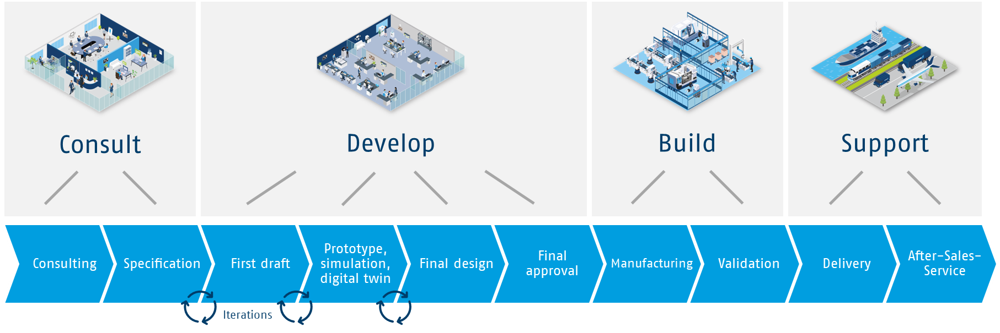 Consult
Develop
Build
Support
Consulting
Specification
First draft
Prototype,
simulation,
digital twin
Final design
Final
approval
Manufacturing
Validation
Delivery
After-Sales-
Service
Iterations